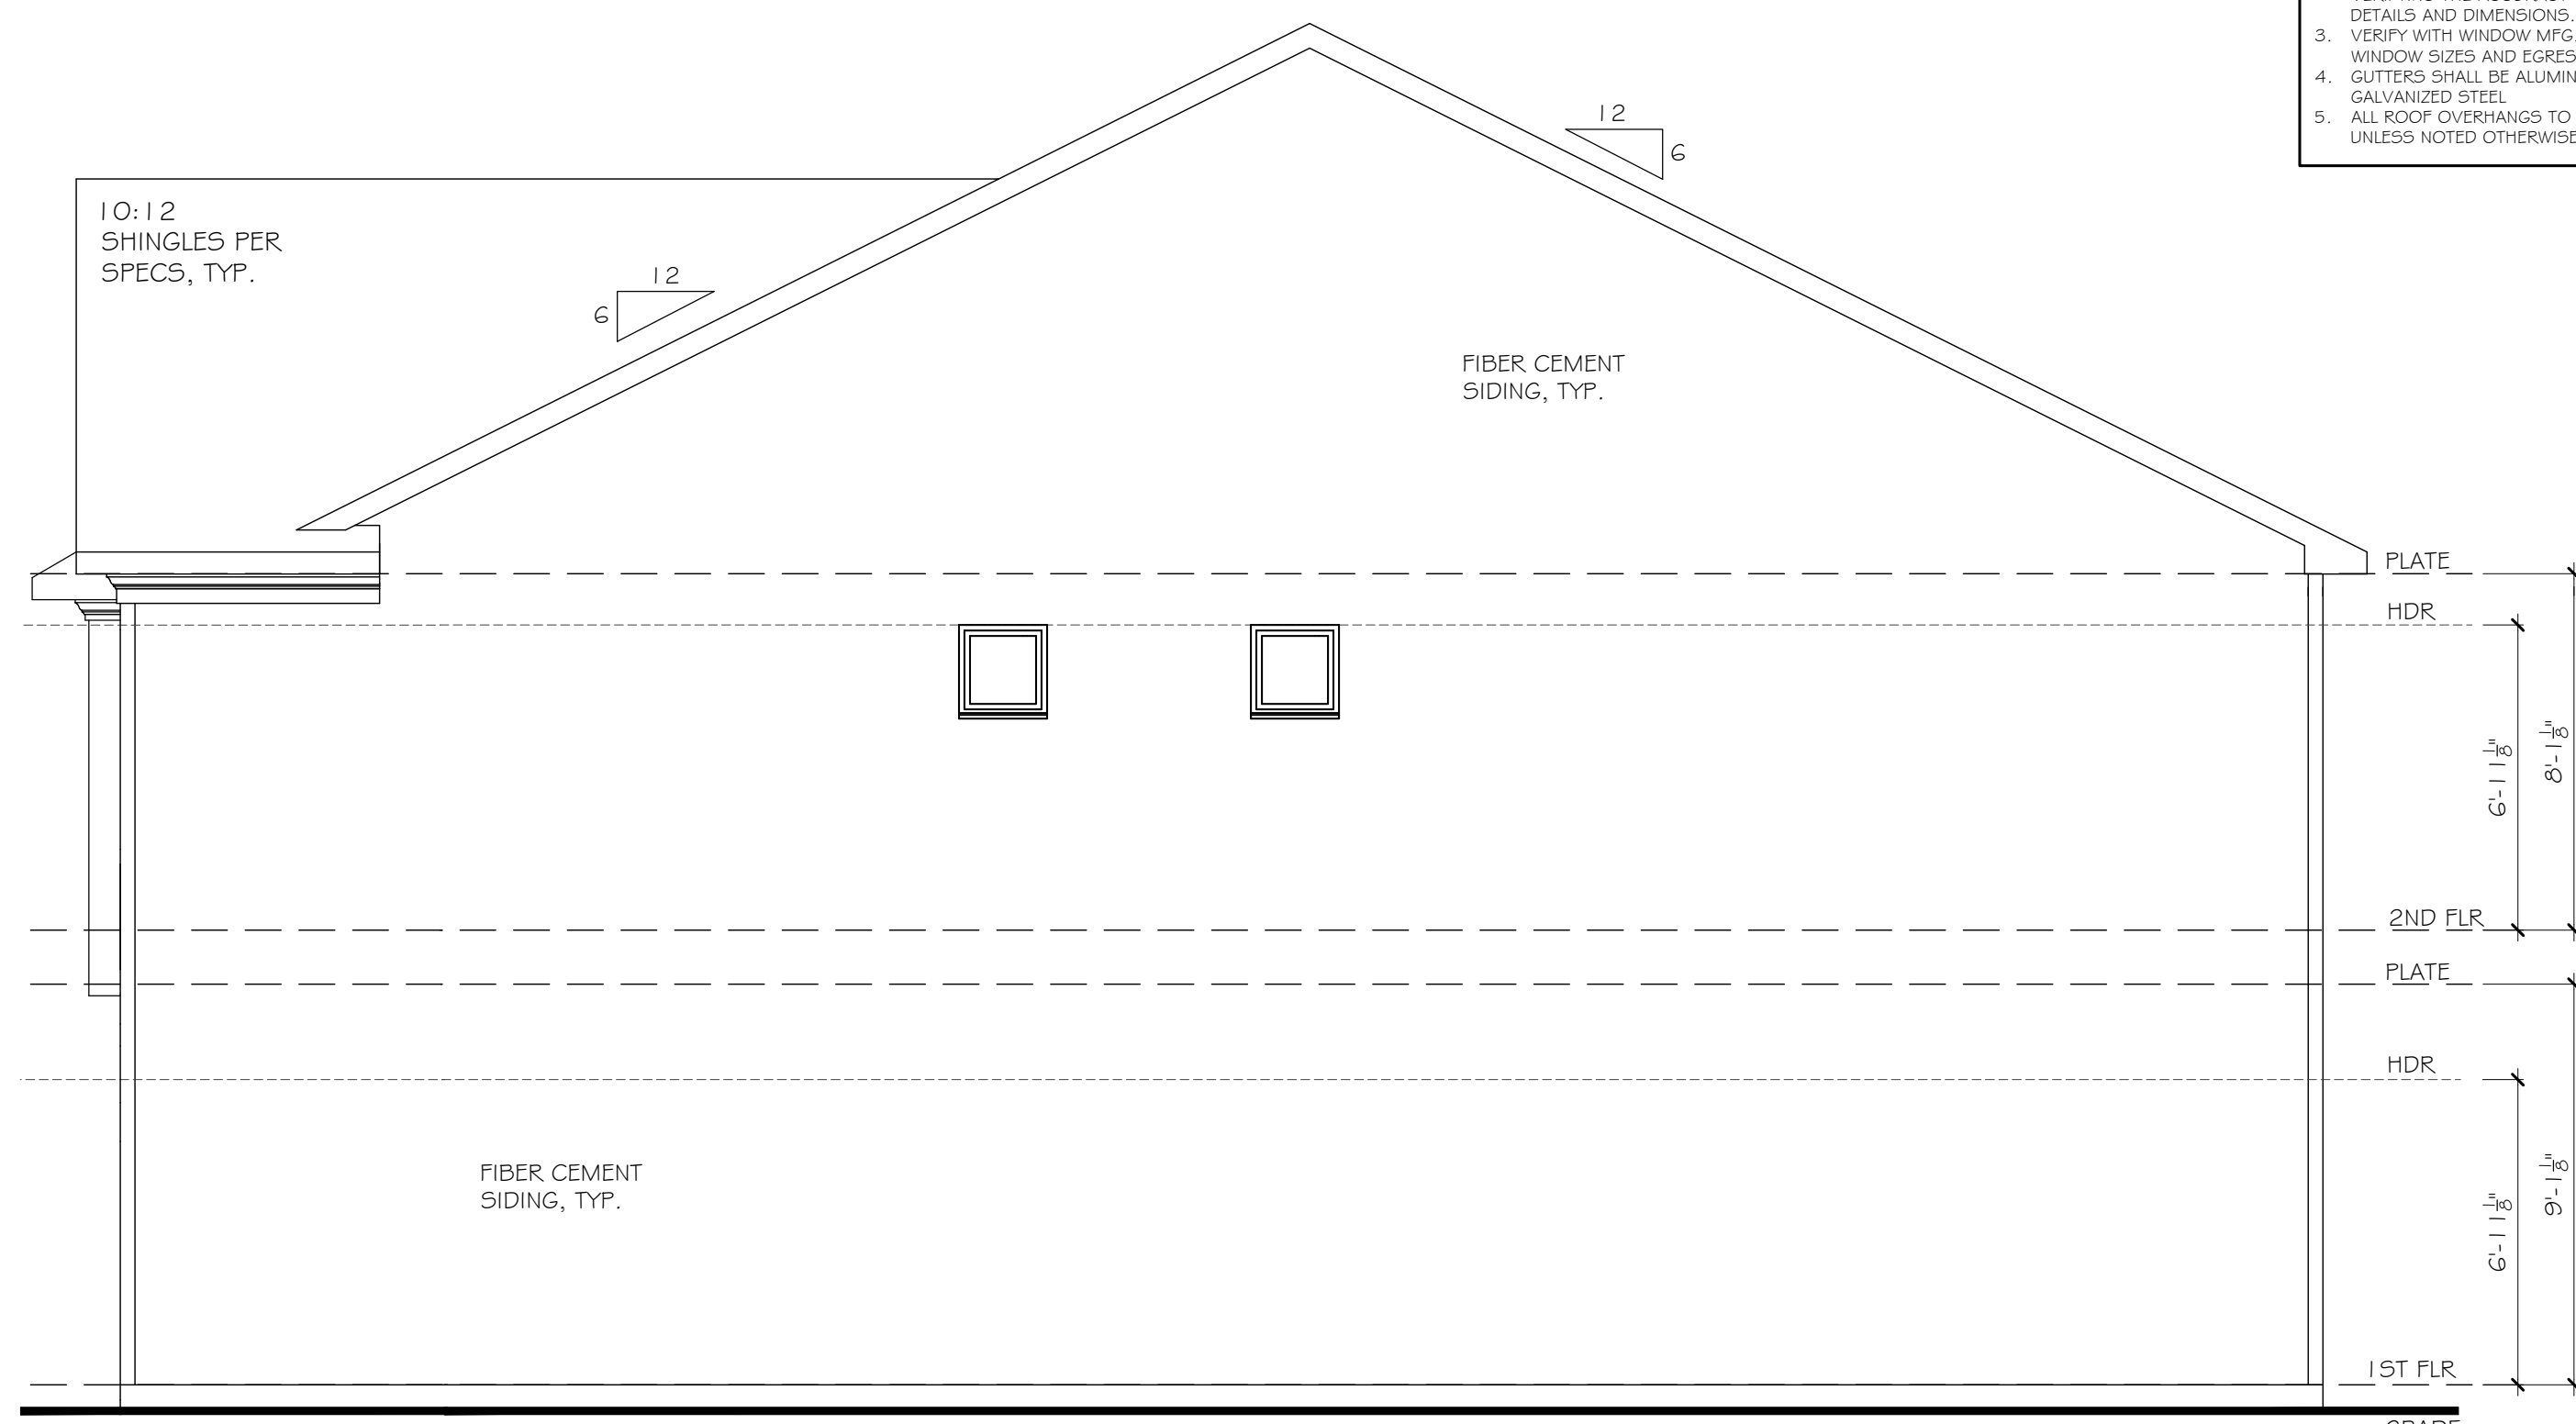 DETAILS AND DIMENSIONS.
3. VERIFY WITH WINDOW MFG.
WINDOW SIZES AND EGRES
4. GUTTERS SHALL BE ALUMIN
GALVANIZED STEEL
5. ALL ROOF OVERHANGS TO
UNLESS NOTED OTHERWISE
12
6
10:12
SHINGLES PER
SPECS, TYP.
12
6
FIBER CEMENT
SIDING, TYP.
PLATE
HDR
6'-11 1/8"
8'-1 1/8"
2ND FLR
PLATE
HDR
FIBER CEMENT
SIDING, TYP.
6'-11 1/8"
9'-1 1/8"
1ST FLR